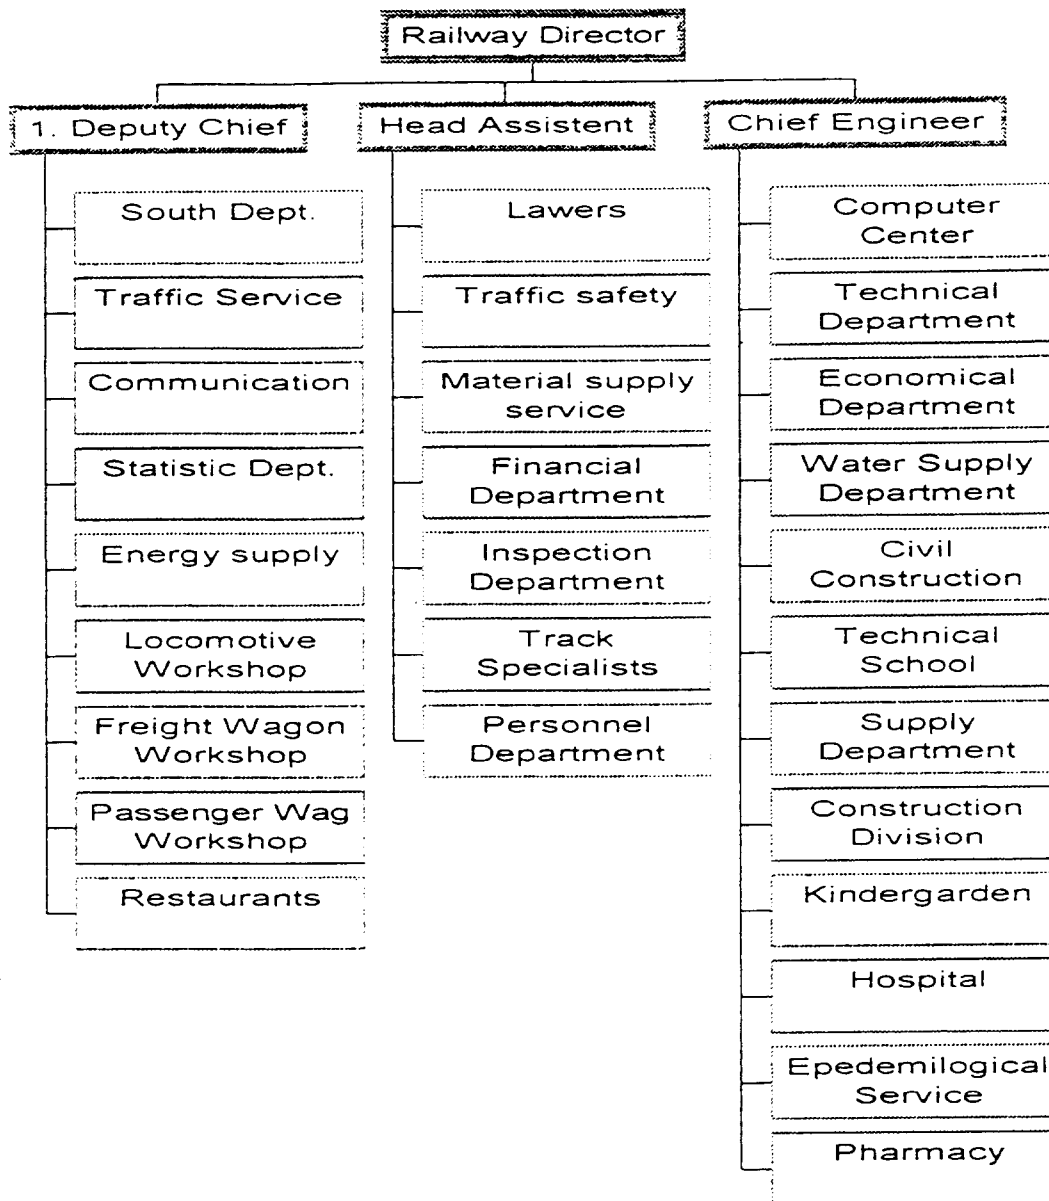 Railway Director
1. Deputy Chief
Head Assistent
Chief Engineer
South Dept.
Traffic Service
Communication
Statistic Dept.
Energy supply
Locomotive
Workshop
Freight Wagon
Workshop
Passenger Wag
Workshop
Restaurants
Lawers
Traffic safety
Material supply
service
Financial
Department
Inspection
Department
Track
Specialists
Personnel
Department
Computer
Center
Technical
Department
Economical
Department
Water Supply
Department
Civil
Construction
Technical
School
Supply
Department
Construction
Division
Kindergarden
Hospital
Epedemilogical
Service
Pharmacy